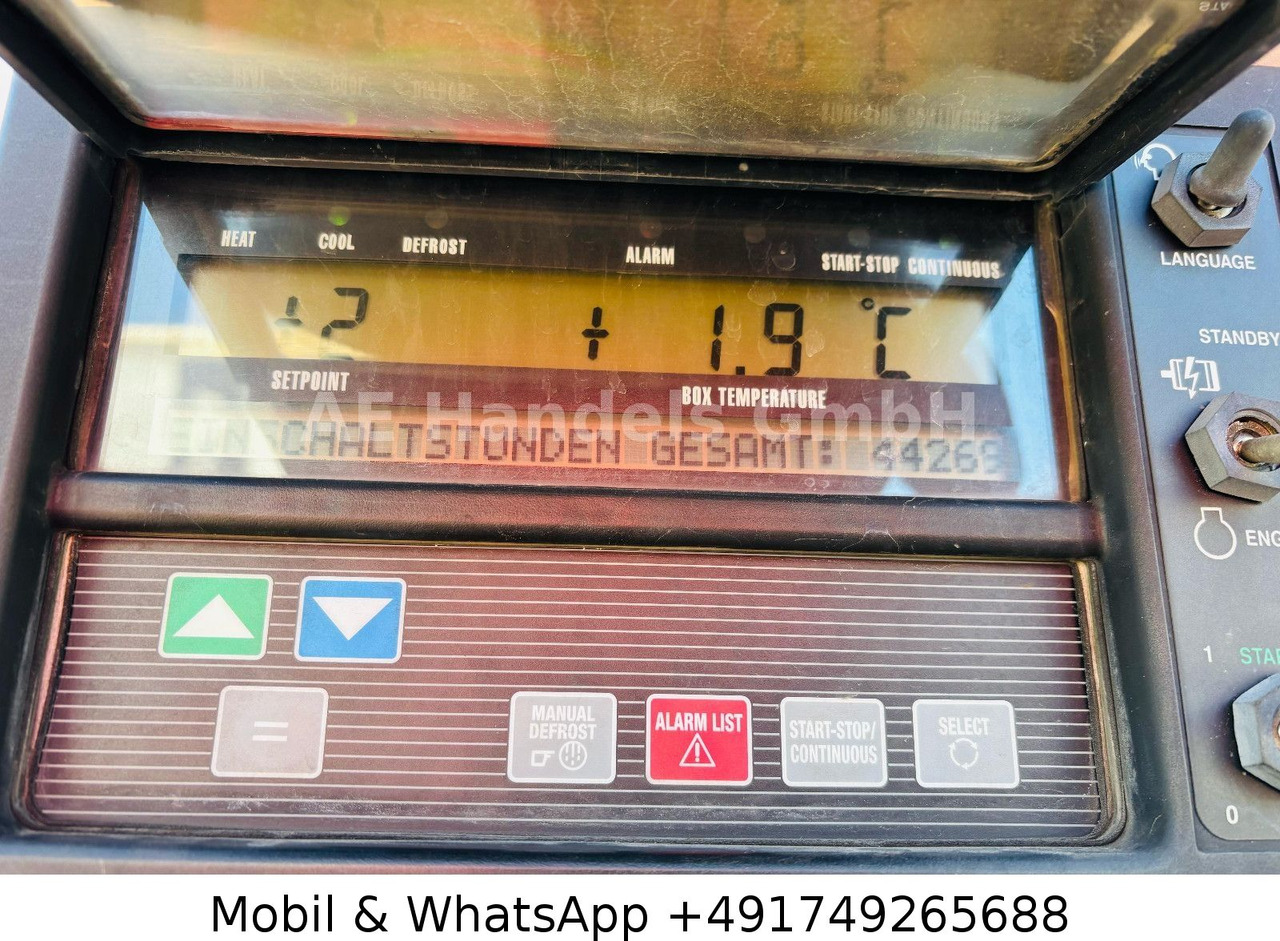 HEAT COOL DEFROST ALARM START-STOP CONTINUOUS
+2 + 1.9 °C
SETPOINT BOX TEMPERATURE
AE Handels GmbH
EINSCHALTSTUNDEN GESAMT: 44269
=
MANUAL DEFROST
ALARM LIST
START-STOP/ CONTINUOUS
SELECT
LANGUAGE
STANDBY
1
0
Mobil & WhatsApp +491749265688